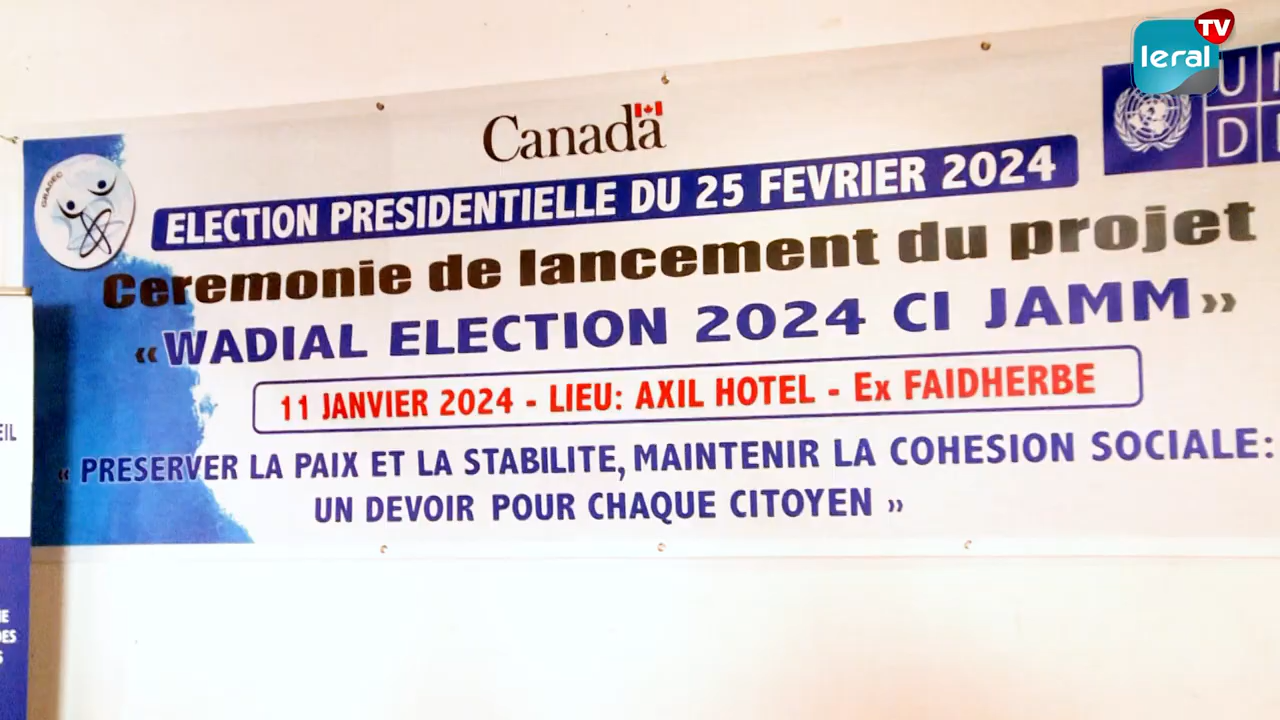 leral TV
Canada
ELECTION PRESIDENTIELLE DU 25 FEVRIER 2024
Ceremonie de lancement du projet
«WADIAL ELECTION 2024 CI JAMM»
11 JANVIER 2024 - LIEU: AXIL HOTEL - Ex FAIDHERBE
« PRESERVER LA PAIX ET LA STABILITE, MAINTENIR LA COHESION SOCIALE:
UN DEVOIR POUR CHAQUE CITOYEN »
U N
D
EIL